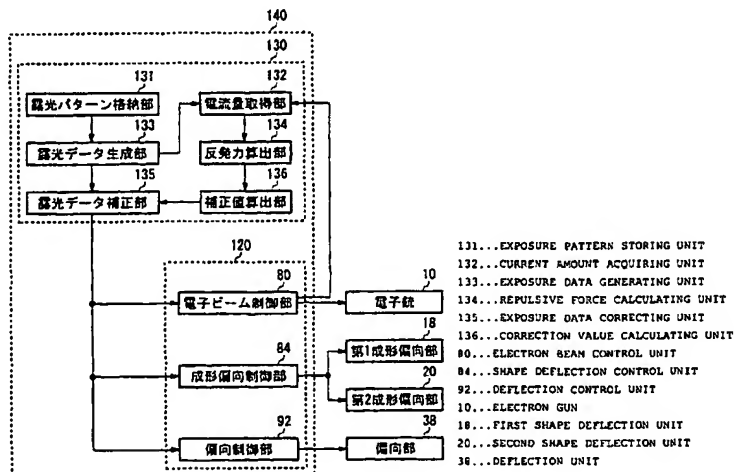 140
130
131
132
露光パターン格納部
電流量取得部
133
134
露光データ生成部
反発力算出部
135
136
露光データ補正部
補正値算出部
120
80
10
電子ビーム制御部
電子銃
18
第1成形偏向部
84
成形偏向制御部
20
第2成形偏向部
92
38
偏向制御部
偏向部
131...EXPOSURE PATTERN STORING UNIT
132...CURRENT AMOUNT ACQUIRING UNIT
133...EXPOSURE DATA GENERATING UNIT
134...REPULSIVE FORCE CALCULATING UNIT
135...EXPOSURE DATA CORRECTING UNIT
136...CORRECTION VALUE CALCULATING UNIT
80...ELECTRON BEAM CONTROL UNIT
84...SHAPE DEFLECTION CONTROL UNIT
92...DEFLECTION CONTROL UNIT
10...ELECTRON GUN
18...FIRST SHAPE DEFLECTION UNIT
20...SECOND SHAPE DEFLECTION UNIT
38...DEFLECTION UNIT